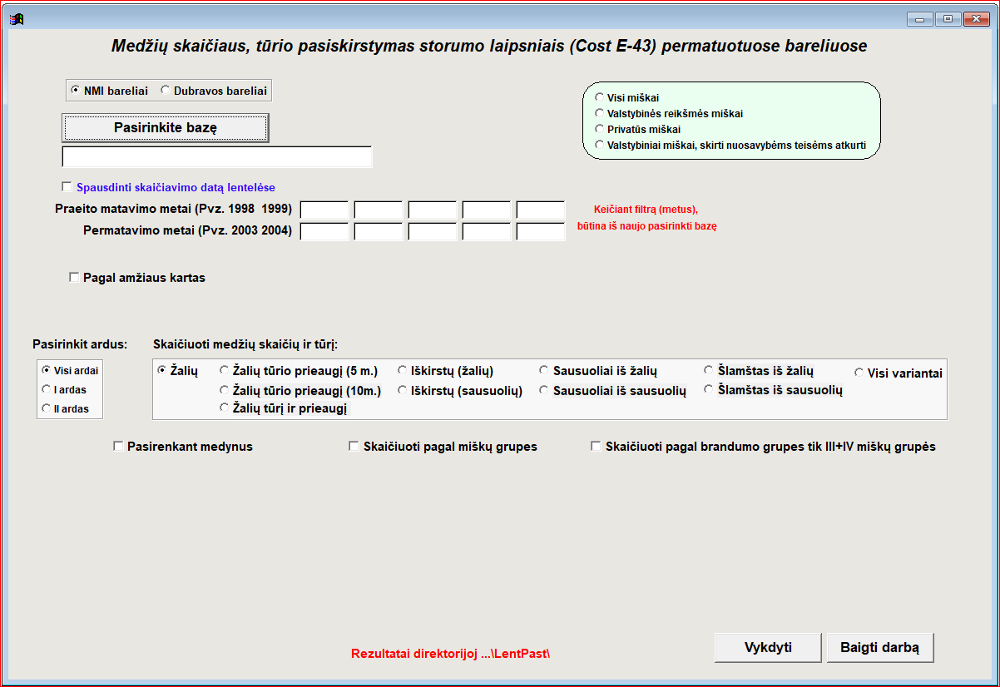 Medžių skaičiaus, tūrio pasiskirstymas storumo laipsniais (Cost E-43) permatuotuose bareliuose
NMI bareliai Dubravos bareliai
Pasirinkite bazę
Visi miškai
Valstybinės reikšmės miškai
Privatūs miškai
Valstybiniai miškai, skirti nuosavybėms teisėms atkurti
Spausdinti skaičiavimo datą lentelėse
Praeito matavimo metai (Pvz. 1998 1999)
Permatavimo metai (Pvz. 2003 2004)
Keičiant filtrą (metus),
būtina iš naujo pasirinkti bazę
Pagal amžiaus kartas
Pasirinkit ardus:
Visi ardai
I ardas
II ardas
Skaičiuoti medžių skaičių ir tūrį:
Žalių Žalių tūrio prieaugį (5 m.) Iškirstų (žalių) Sausuoliai iš žalių Šlamštas iš žalių Visi variantai
Žalių tūrio prieaugį (10m.) Iškirstų (sausuolių) Sausuoliai iš sausuolių Šlamštas iš sausuolių
Žalių tūrį ir prieaugį
Pasirenkant medynus Skaičiuoti pagal miškų grupes Skaičiuoti pagal brandumo grupes tik III+IV miškų grupės
Rezultatai direktorijoj ...\LentPast\
Vykdyti Baigti darbą